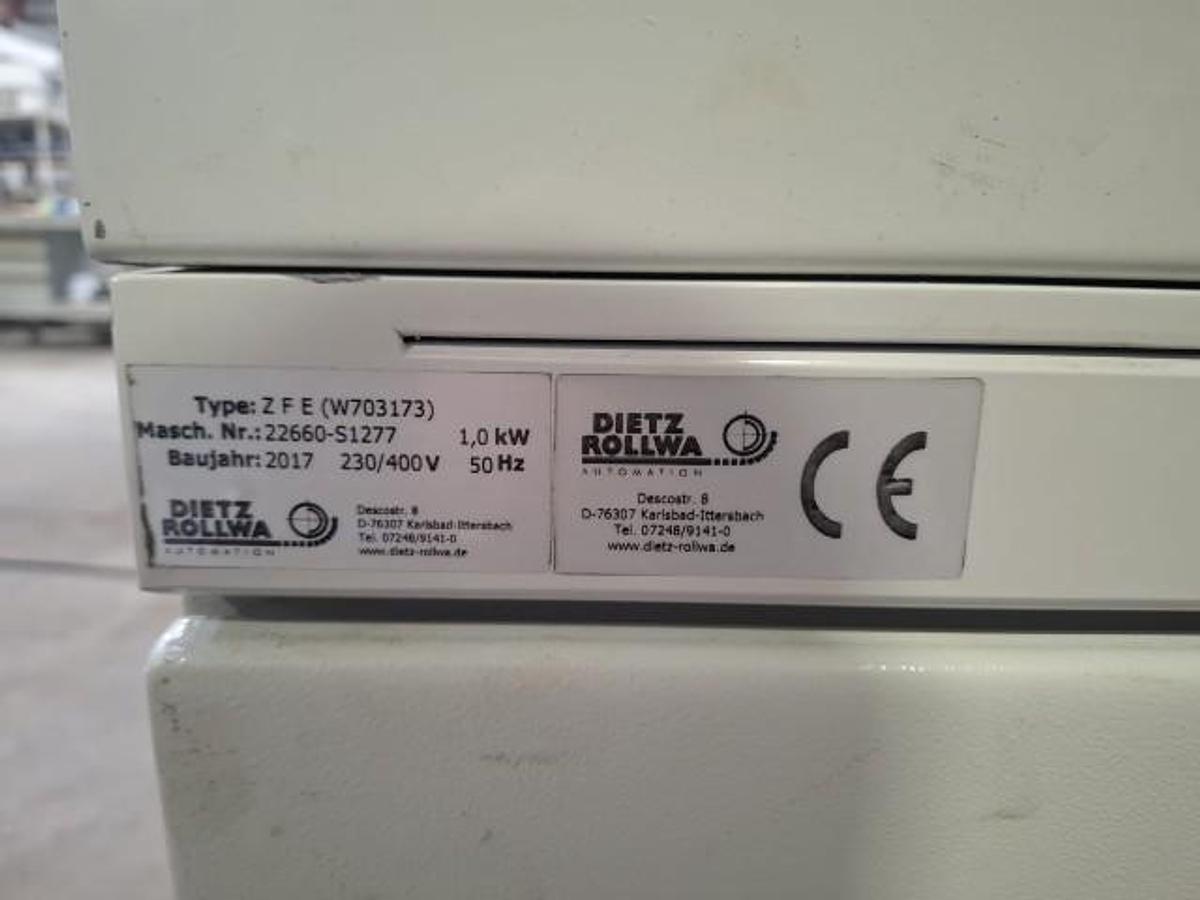 Type: Z F E (W703173)
Masch. Nr.: 22660-S1277 1,0 kW
Baujahr: 2017 230/400 V 50 Hz
DIETZ
ROLLWA
AUTOMATION
Descostr. 8
D-76307 Karlsbad-Ittersbach
Tel. 07248/9141-0
www.dietz-rollwa.de
DIETZ
ROLLWA
AUTOMATION
Descostr. 8
D-76307 Karlsbad-Ittersbach
Tel. 07248/9141-0
www.dietz-rollwa.de
CE